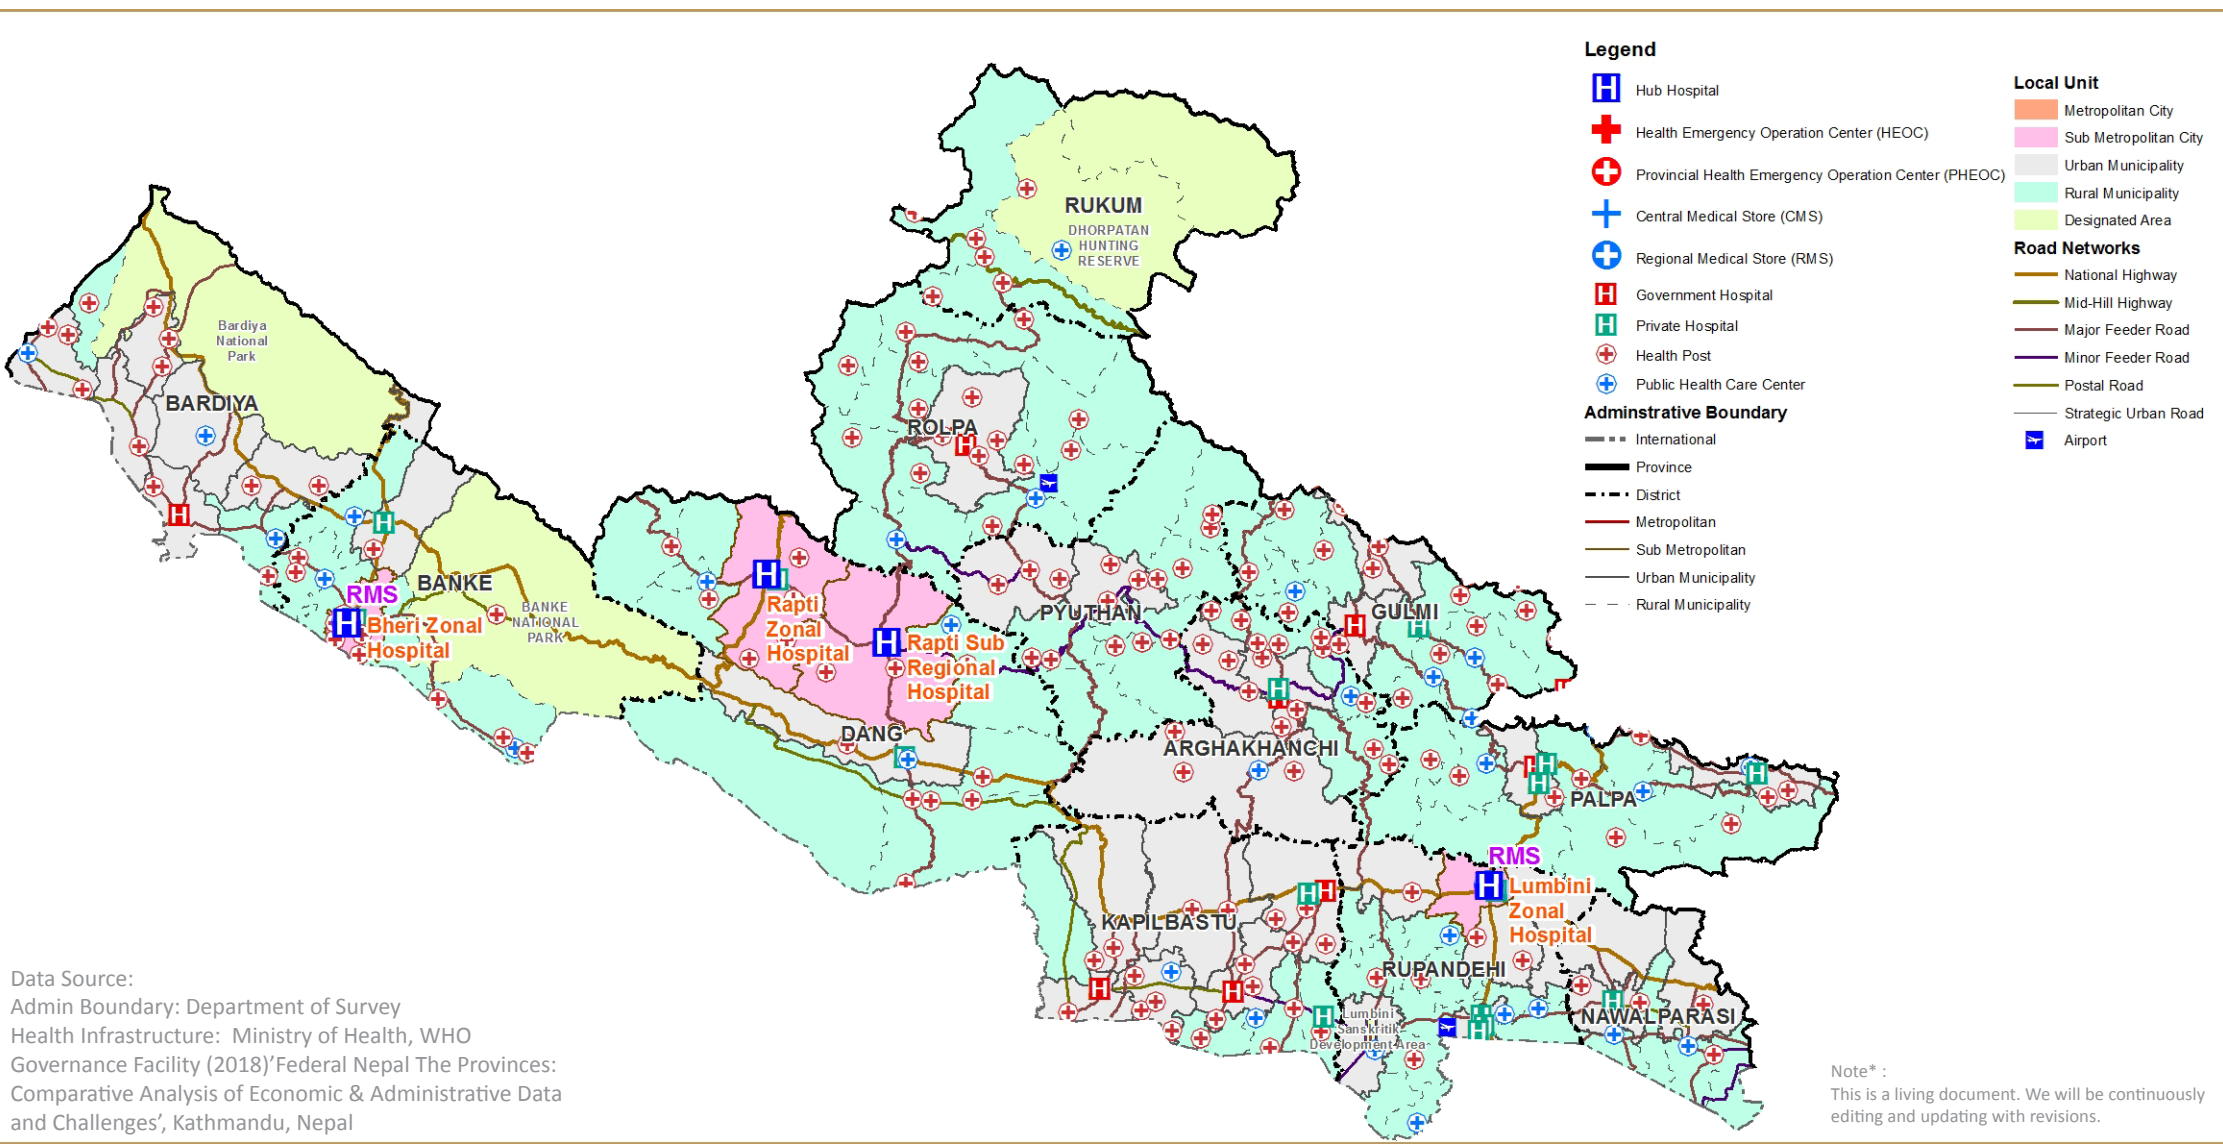 Legend
Hub Hospital
Health Emergency Operation Center (HEOC)
Provincial Health Emergency Operation Center (PHEOC)
Central Medical Store (CMS)
Regional Medical Store (RMS)
Government Hospital
Private Hospital
Health Post
Public Health Care Center
Adminstrative Boundary
International
Province
District
Metropolitan
Sub Metropolitan
Urban Municipality
Rural Municipality
Local Unit
Metropolitan City
Sub Metropolitan City
Urban Municipality
Rural Municipality
Designated Area
Road Networks
National Highway
Mid-Hill Highway
Major Feeder Road
Minor Feeder Road
Postal Road
Strategic Urban Road
Airport
RUKUM
DHORPATAN
HUNTING
RESERVE
Bardiya
National
Park
BARDIYA
ROLPA
BANKE
BANKE
NATIONAL
PARK
RMS
Bheri Zonal
Hospital
Rapti
Zonal
Hospital
Rapti Sub
Regional
Hospital
PYUTHAN
GULMI
DANG
ARGHAKHANCHI
PALPA
RMS
Lumbini
Zonal
Hospital
KAPILBASTU
RUPANDEHI
Lumbini
Sanskritik
Development Area
NAWALPARASI
Data Source:
Admin Boundary: Department of Survey
Health Infrastructure: Ministry of Health, WHO
Governance Facility (2018)’Federal Nepal The Provinces:
Comparative Analysis of Economic & Administrative Data
and Challenges’, Kathmandu, Nepal
Note* :
This is a living document. We will be continuously
editing and updating with revisions.